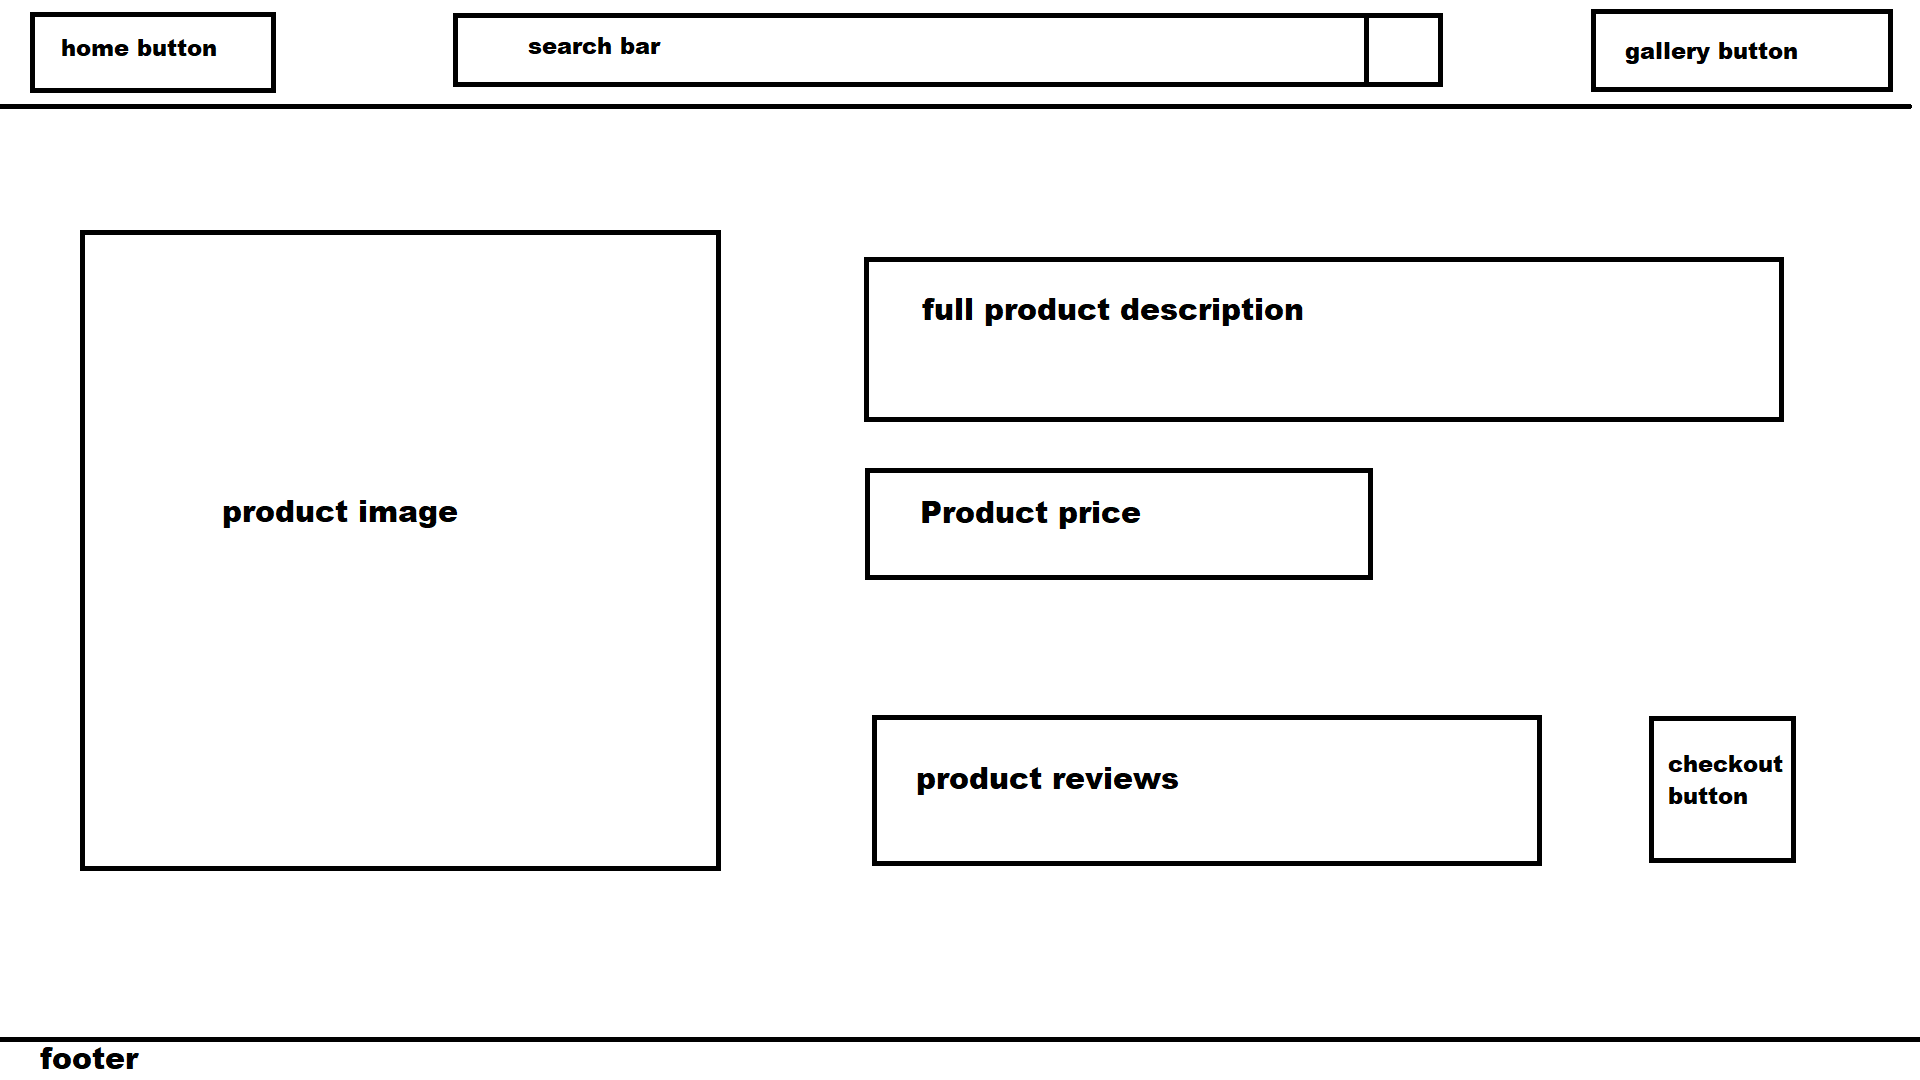 home button
search bar
gallery button
full product description
product image
Product price
product reviews
checkout
button
footer